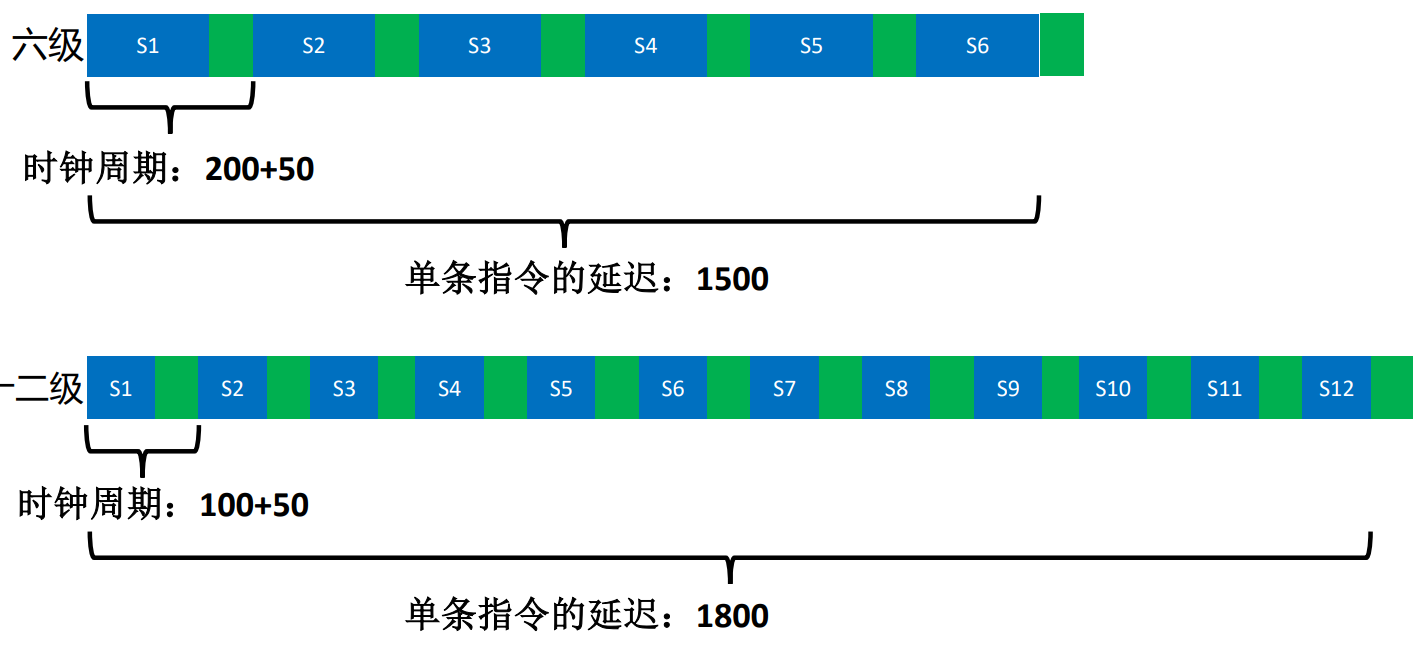 六级 S1 S2 S3 S4 S5 S6
时钟周期：200+50
单条指令的延迟：1500
十二级 S1 S2 S3 S4 S5 S6 S7 S8 S9 S10 S11 S12
时钟周期：100+50
单条指令的延迟：1800